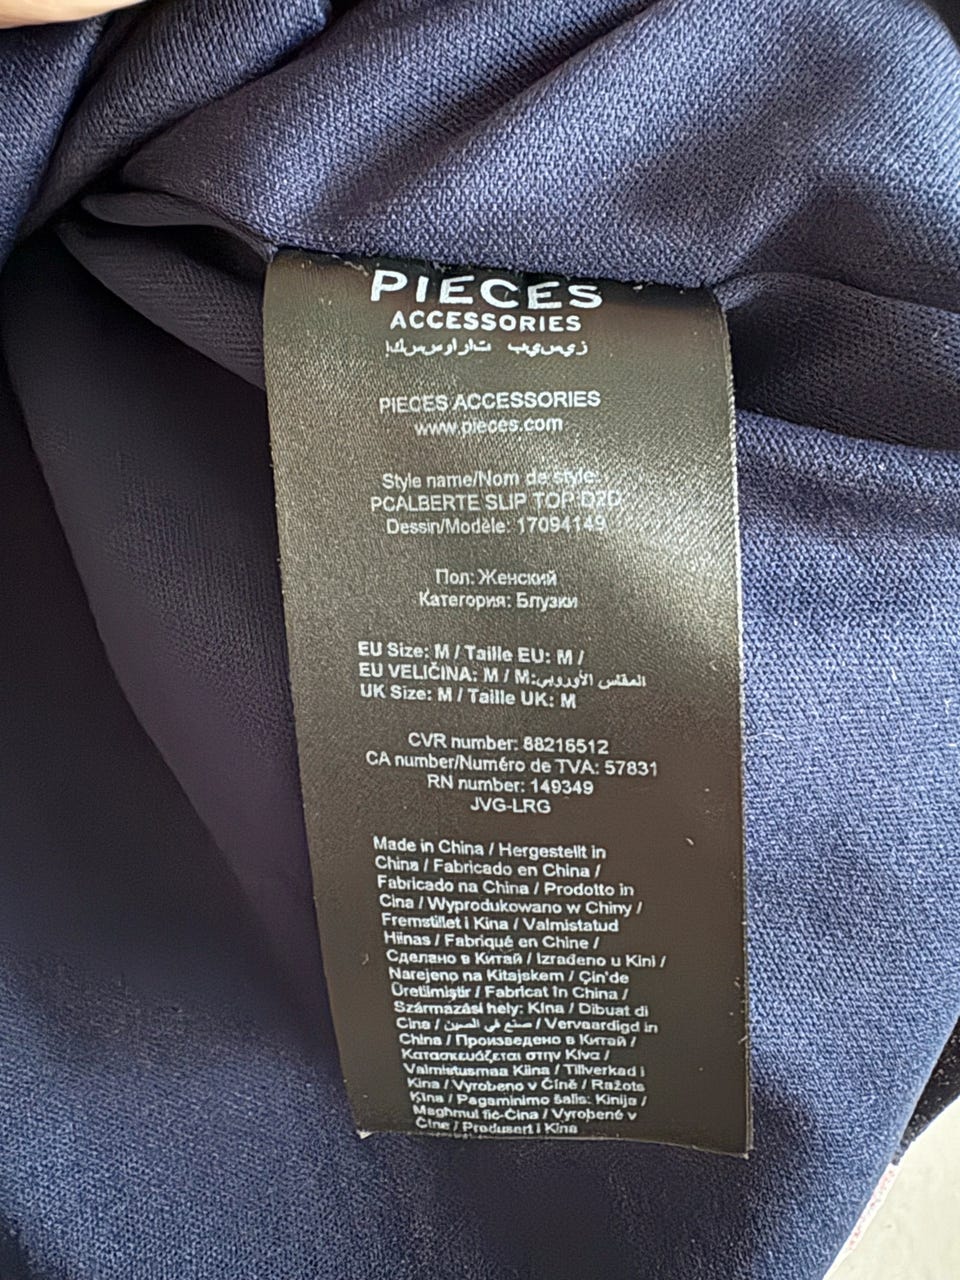 PIECES
ACCESSORIES
اكسسوارات بيسيز
PIECES ACCESSORIES
www.pieces.com
Style name/Nom de style:
PCALBERTE SLIP TOP D2D
Dessin/Modèle: 17094149
Пол: Женский
Категория: Блузки
EU Size: M / Taille EU: M /
EU VELIČINA: M / M:المقاس الأوروبي
UK Size: M / Taille UK: M
CVR number: 88216512
CA number/Numéro de TVA: 57831
RN number: 149349
JVG-LRG
Made in China / Hergestellt in
China / Fabricado en China /
Fabricado na China / Prodotto in
Cina / Wyprodukowano w Chiny /
Fremstillet i Kina / Valmistatud
Hiinas / Fabriqué en Chine /
Сделано в Китай / Izrađeno u Kini /
Narejeno na Kitajskem / Çin'de
Üretilmiştir / Fabricat în China /
Származási hely: Kína / Dibuat di
Cina / صنع في الصين / Vervaardigd in
China / Произведено в Китай /
Κατασκευάζεται στην Κίνα /
Valmistusmaa Kiina / Tillverkad i
Kina / Vyrobeno v Číně / Ražots
Ķīna / Pagaminimo šalis: Kinija /
Magħmul fiċ-Ċina / Vyrobené v
Číne / Produsert i Kina